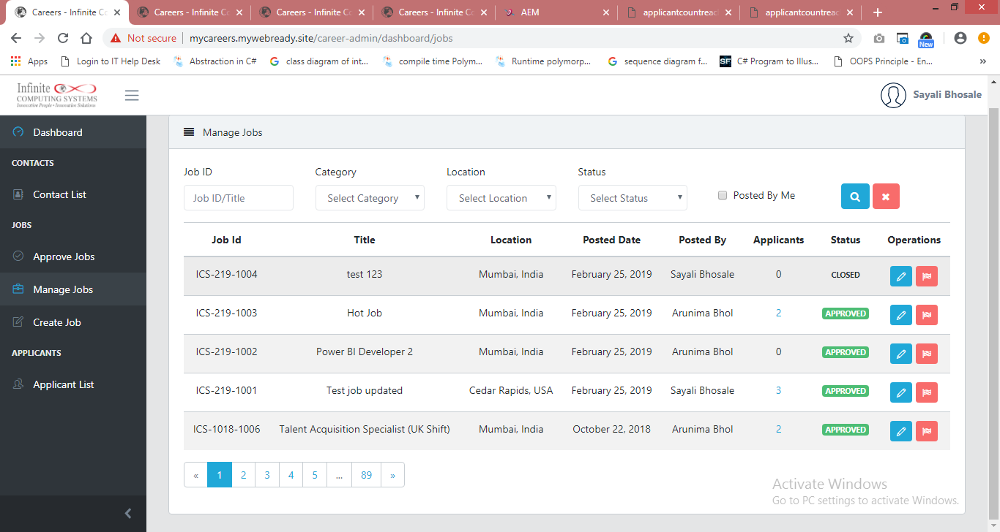 Careers - Infinite Co
Careers - Infinite Co
Careers - Infinite Co
Careers - Infinite Co
AEM
applicantcountreac
applicantcountreac
Not secure
mycareers.mywebready.site/career-admin/dashboard/jobs
New
Apps
Login to IT Help Desk
Abstraction in C#
class diagram of int...
compile time Polym...
Runtime polymorp...
sequence diagram f...
SF
C# Program to Illus...
OOPS Principle - En...
»
Infinite
COMPUTING SYSTEMS
Innovative People • Innovative Solutions
Sayali Bhosale
Dashboard
CONTACTS
Contact List
JOBS
Approve Jobs
Manage Jobs
Create Job
APPLICANTS
Applicant List
Manage Jobs
Job ID
Category
Location
Status
Job ID/Title
Select Category
Select Location
Select Status
Posted By Me
Job Id Title Location Posted Date Posted By Applicants Status Operations
ICS-219-1004 test 123 Mumbai, India February 25, 2019 Sayali Bhosale 0 CLOSED
ICS-219-1003 Hot Job Mumbai, India February 25, 2019 Arunima Bhol 2 APPROVED
ICS-219-1002 Power BI Developer 2 Mumbai, India February 25, 2019 Arunima Bhol 0 APPROVED
ICS-219-1001 Test job updated Cedar Rapids, USA February 25, 2019 Sayali Bhosale 3 APPROVED
ICS-1018-1006 Talent Acquisition Specialist (UK Shift) Mumbai, India October 22, 2018 Arunima Bhol 2 APPROVED
« 1 2 3 4 5 ... 89 »
Activate Windows
Go to PC settings to activate Windows.